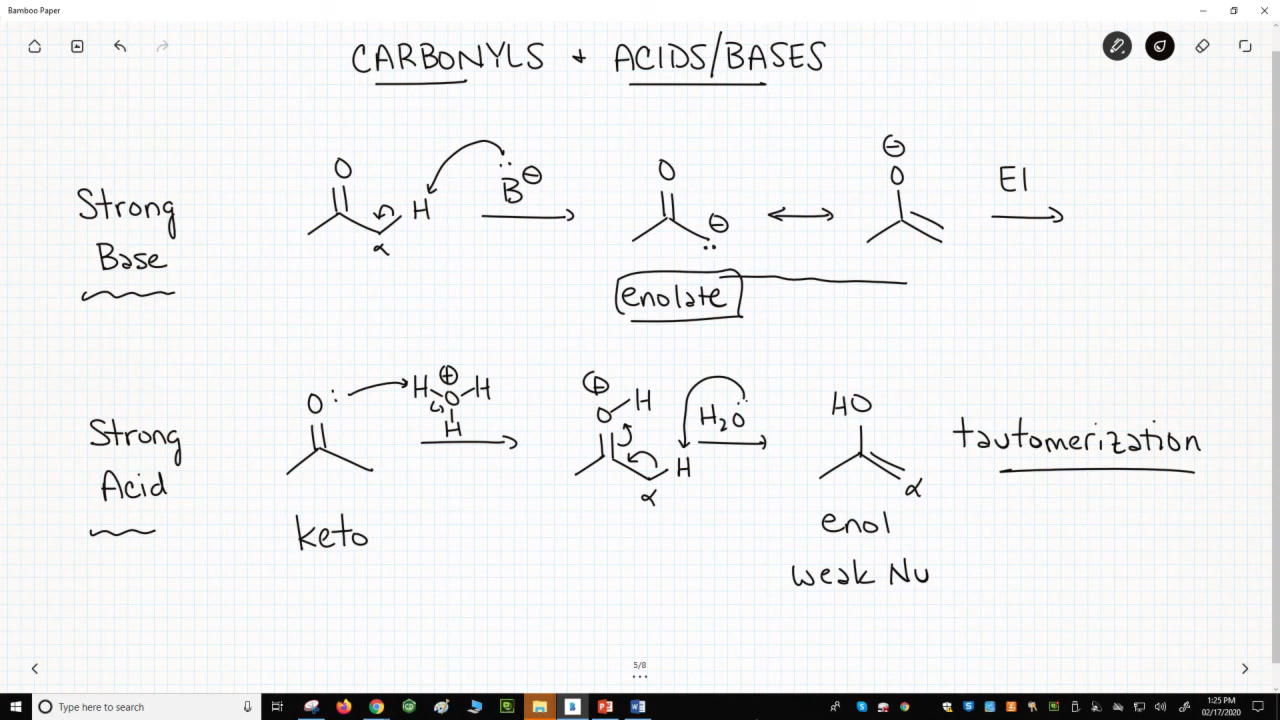 Bamboo Paper
CARBONYLS + ACIDS/BASES
Strong
Base
O
H
α
B⊖
O
⊖
enolate
⊖
O
El
Strong
Acid
O
keto
⊕
H O H
H
⊕
O H
H
α
H₂O
HO
α
enol
weak Nu
tautomerization
5/8
Type here to search
1:25 PM
02/17/2020